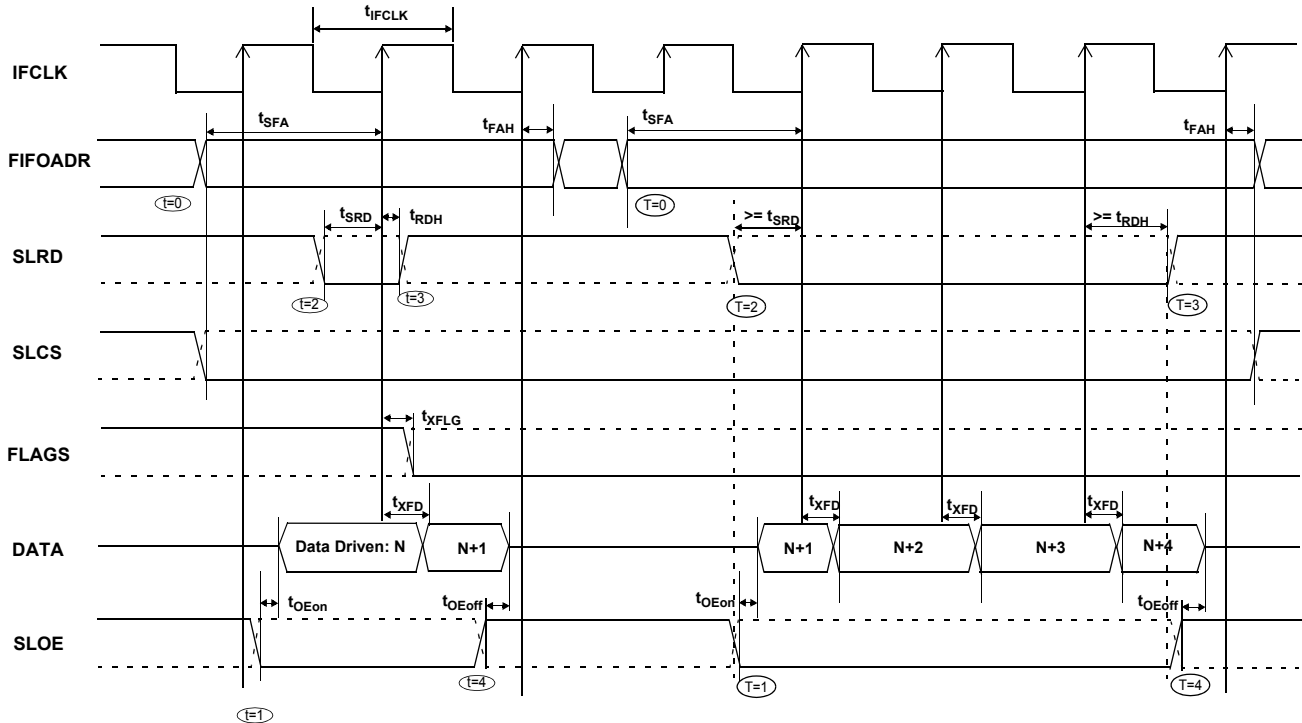 tIFCLK
IFCLK
tSFA
tFAH
tSFA
tFAH
FIFOADR
t=0
T=0
tSRD
tRDH
>= tSRD
>= tRDH
SLRD
t=2
t=3
T=2
T=3
SLCS
tXFLG
FLAGS
tXFD
tXFD
tXFD
tXFD
DATA
Data Driven: N
N+1
N+1
N+2
N+3
N+4
tOEon
tOEoff
tOEon
tOEoff
SLOE
t=4
T=1
T=4
t=1